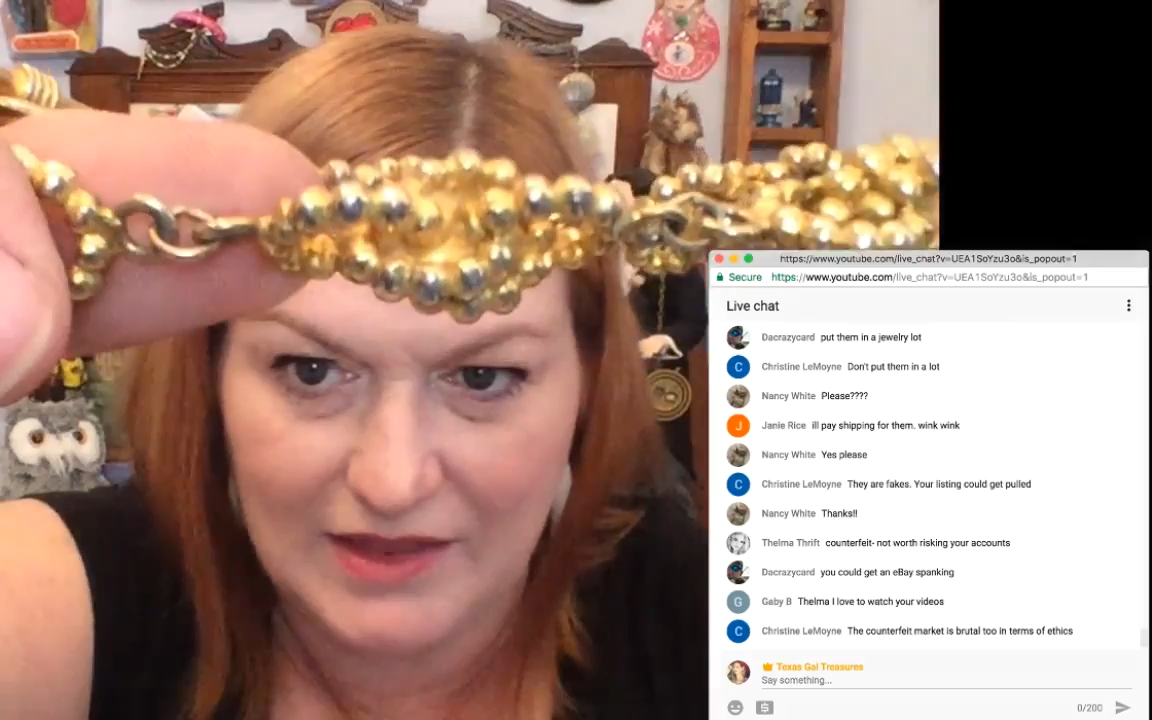 https://www.youtube.com/live_chat?v=UEA1SoYzu3o&is_popout=1
Secure https://www.youtube.com/live_chat?v=UEA1SoYzu3o&is_popout=1
Live chat
Dacrazycard put them in a jewelry lot
C Christine LeMoyne Don't put them in a lot
Nancy White Please????
J Janie Rice ill pay shipping for them. wink wink
Nancy White Yes please
C Christine LeMoyne They are fakes. Your listing could get pulled
Nancy White Thanks!!
Thelma Thrift counterfeit- not worth risking your accounts
Dacrazycard you could get an eBay spanking
G Gaby B Thelma I love to watch your videos
C Christine LeMoyne The counterfeit market is brutal too in terms of ethics
Texas Gal Treasures
Say something...
0/200